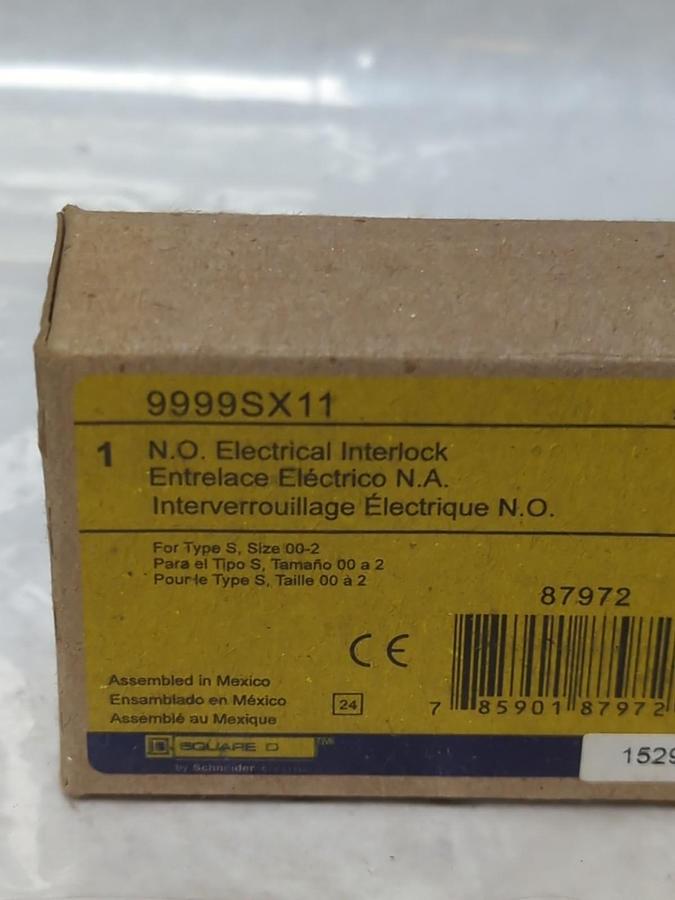 9999SX11
1 N.O. Electrical Interlock
Entrelace Eléctrico N.A.
Interverrouillage Électrique N.O.
For Type S, Size 00-2
Para el Tipo S, Tamaño 00 a 2
Pour le Type S, Taille 00 à 2
87972
CE
7 85901 87972
Assembled in Mexico
Ensamblado en México
Assemblé au Mexique
24
SQUARE D
by Schneider
1529